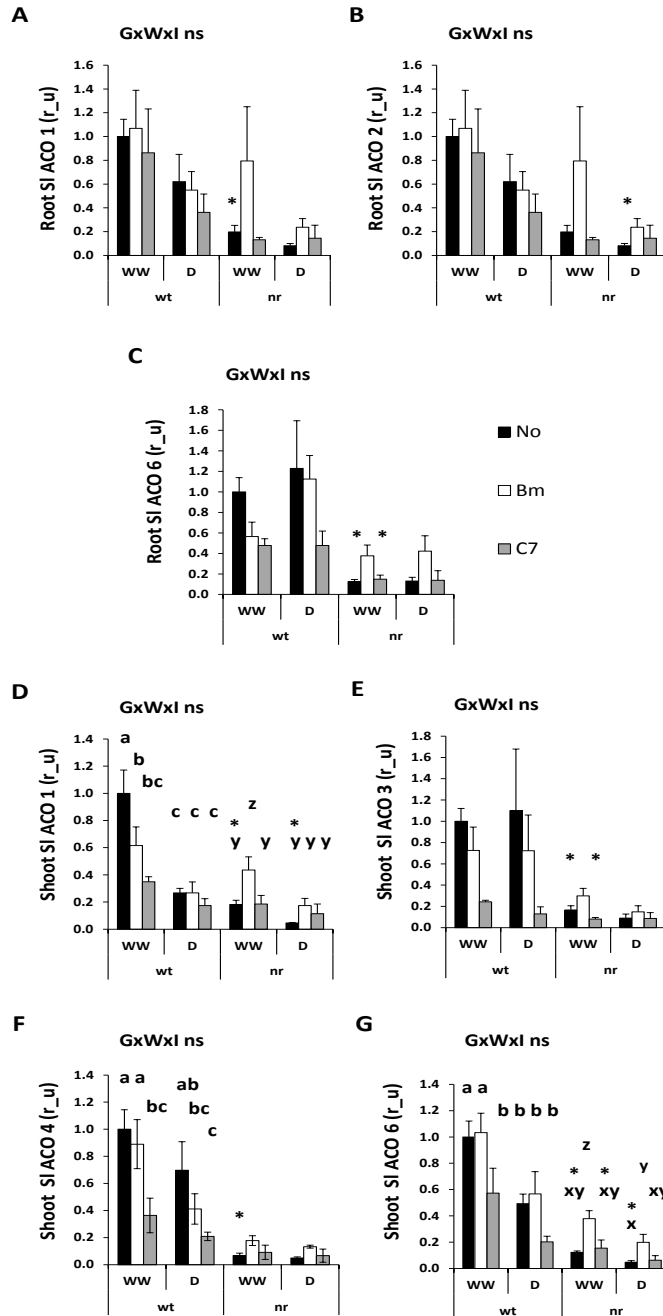 A
GxWxI ns
Root Sl ACO 1 (r_u)
1.6
1.4
1.2
1.0
0.8
0.6
0.4
0.2
0.0
*
WW D WW D
wt nr
B
GxWxI ns
Root Sl ACO 2 (r_u)
1.6
1.4
1.2
1.0
0.8
0.6
0.4
0.2
0.0
*
WW D WW D
wt nr
C
GxWxI ns
Root Sl ACO 6 (r_u)
1.8
1.6
1.4
1.2
1.0
0.8
0.6
0.4
0.2
0.0
* *
WW D WW D
wt nr
No
Bm
C7
D
GxWxI ns
Shoot Sl ACO 1 (r_u)
1.4
1.2
1.0
0.8
0.6
0.4
0.2
0.0
a
b
bc
c c c
z
* *
y y y y y
WW D WW D
wt nr
E
GxWxI ns
Shoot Sl ACO 3 (r_u)
1.8
1.6
1.4
1.2
1.0
0.8
0.6
0.4
0.2
0.0
* *
WW D WW D
wt nr
F
GxWxI ns
Shoot Sl ACO 4 (r_u)
1.4
1.2
1.0
0.8
0.6
0.4
0.2
0.0
a a ab
bc bc
c
*
WW D WW D
wt nr
G
GxWxI ns
Shoot Sl ACO 6 (r_u)
1.4
1.2
1.0
0.8
0.6
0.4
0.2
0.0
a a
b b b b
z y
* * *
xy xy x xy
WW D WW D
wt nr